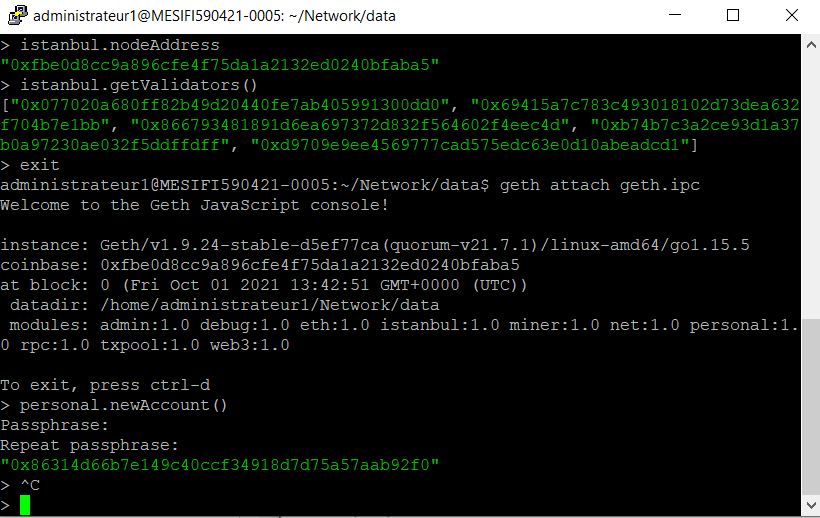 administrateur1@MESIFI590421-0005: ~/Network/data
> istanbul.nodeAddress
"0xfbe0d8cc9a896cfe4f75da1a2132ed0240bfaba5"
> istanbul.getValidators()
["0x077020a680ff82b49d20440fe7ab405991300dd0", "0x69415a7c783c493018102d73dea632
f704b7e1bb", "0x866793481891d6ea697372d832f564602f4eec4d", "0xb74b7c3a2ce93d1a37
b0a97230ae032f5ddffdff", "0xd9709e9ee4569777cad575edc63e0d10abeadcd1"]
> exit
administrateur1@MESIFI590421-0005:~/Network/data$ geth attach geth.ipc
Welcome to the Geth JavaScript console!
instance: Geth/v1.9.24-stable-d5ef77ca(quorum-v21.7.1)/linux-amd64/go1.15.5
coinbase: 0xfbe0d8cc9a896cfe4f75da1a2132ed0240bfaba5
at block: 0 (Fri Oct 01 2021 13:42:51 GMT+0000 (UTC))
 datadir: /home/administrateur1/Network/data
 modules: admin:1.0 debug:1.0 eth:1.0 istanbul:1.0 miner:1.0 net:1.0 personal:1.
0 rpc:1.0 txpool:1.0 web3:1.0
To exit, press ctrl-d
> personal.newAccount()
Passphrase:
Repeat passphrase:
"0x86314d66b7e149c40ccf34918d7d75a57aab92f0"
> ^C
>